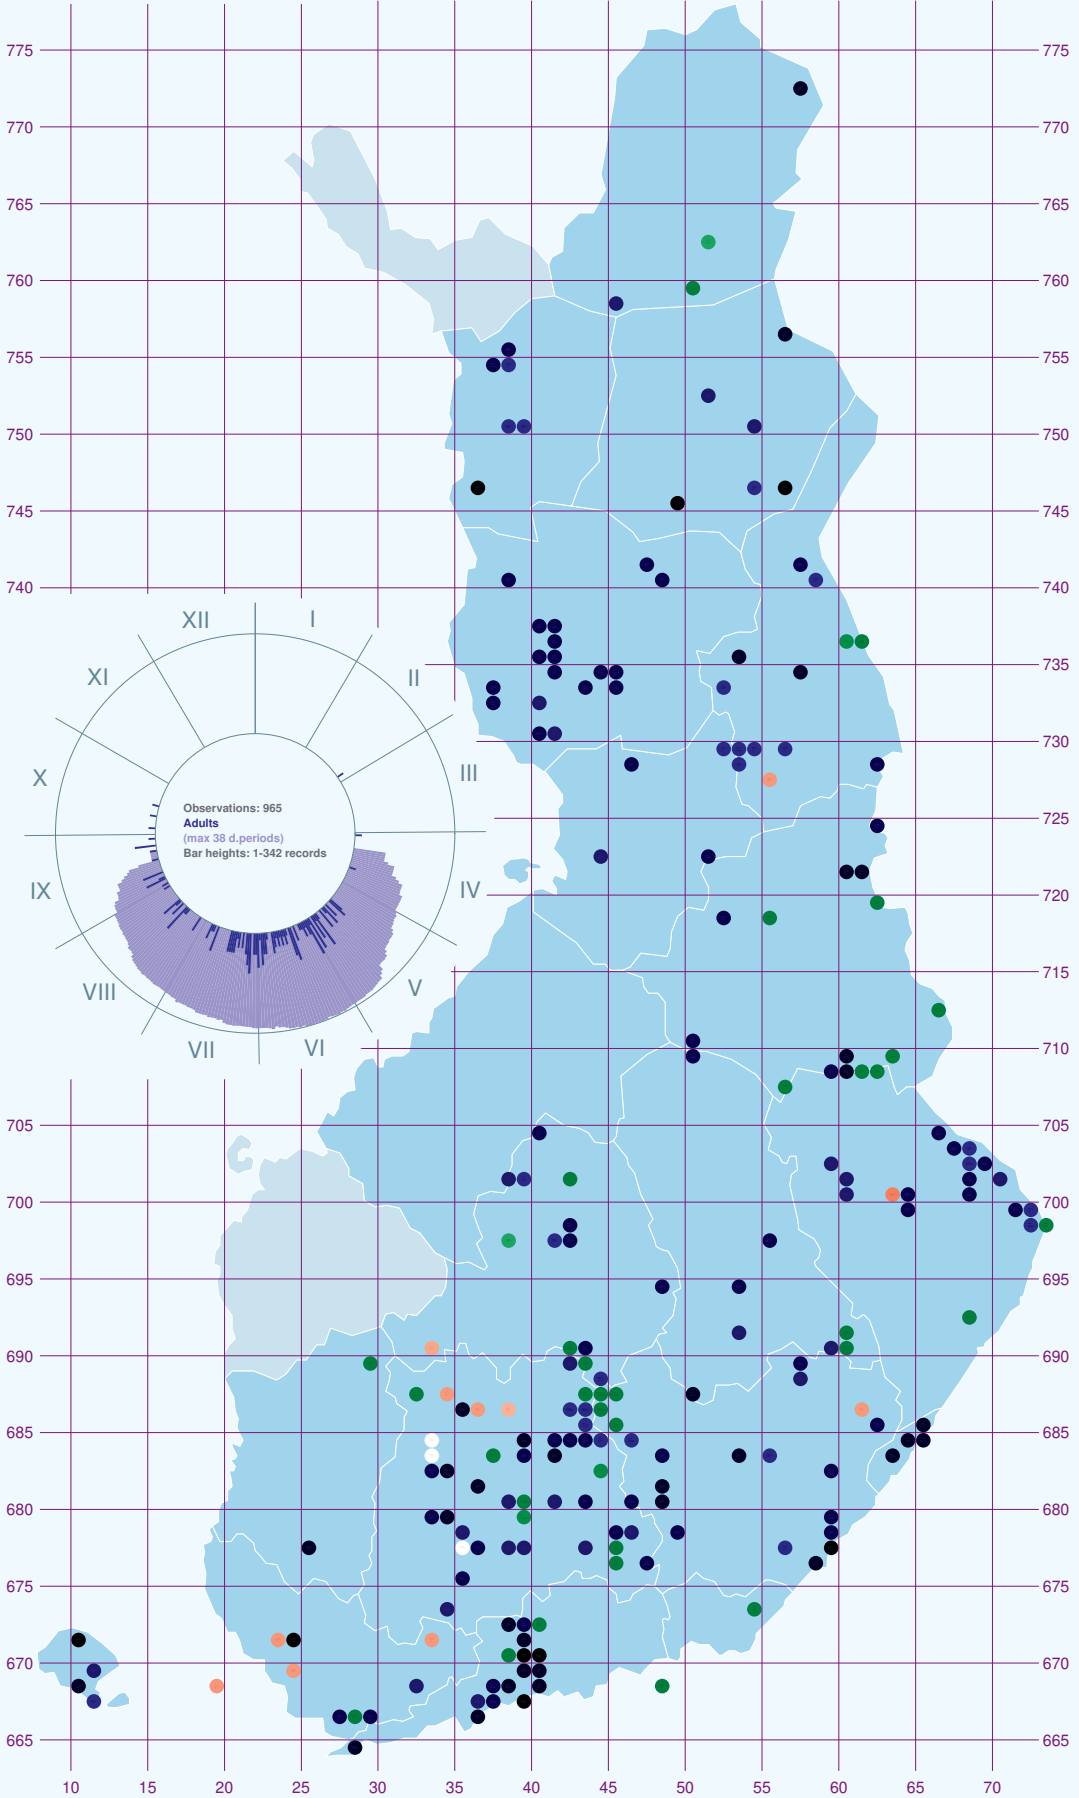 775 775
770 770
765 765
760 760
755 755
750 750
745 745
740 740
XII I
XI II
735
X III
730 730
Observations: 965
Adults
(max 38 d.periods)
Bar heights: 1-342 records
725
IX IV
720
VIII V
715
VII VI
710
705 705
700 700
695 695
690 690
685 685
680 680
675 675
670 670
665 665
10 15 20 25 30 35 40 45 50 55 60 65 70